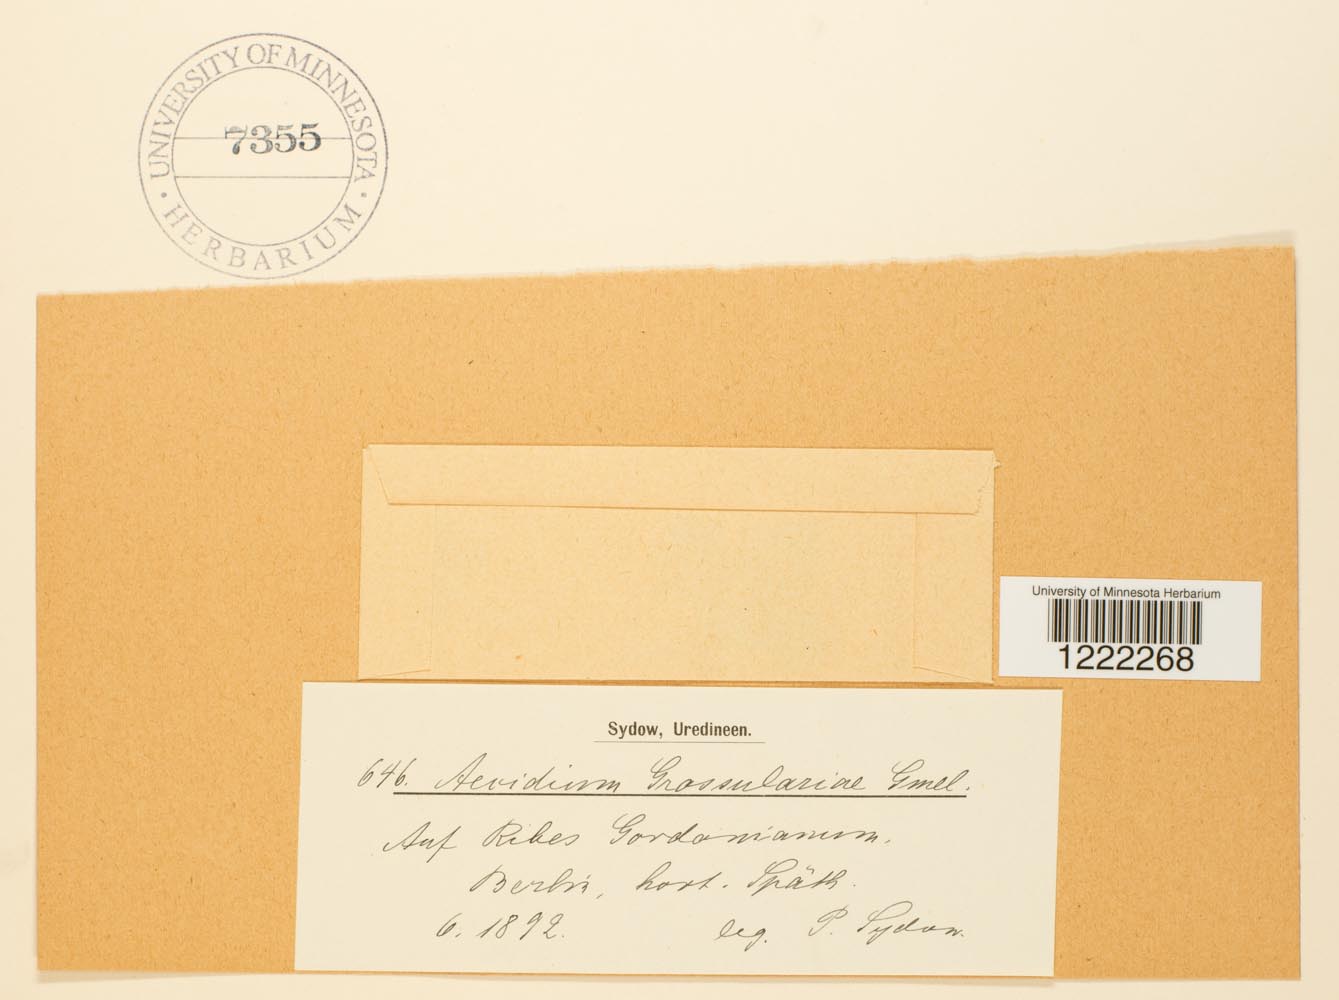 UNIVERSITY OF MINNESOTA
7355
· HERBARIUM ·
University of Minnesota Herbarium
1222268
Sydow, Uredineen.
646. Aecidium Grossulariae Gmel.
Auf Ribes Gordonianum.
Berlin, hort. Späth.
6. 1892. leg. P. Sydow.